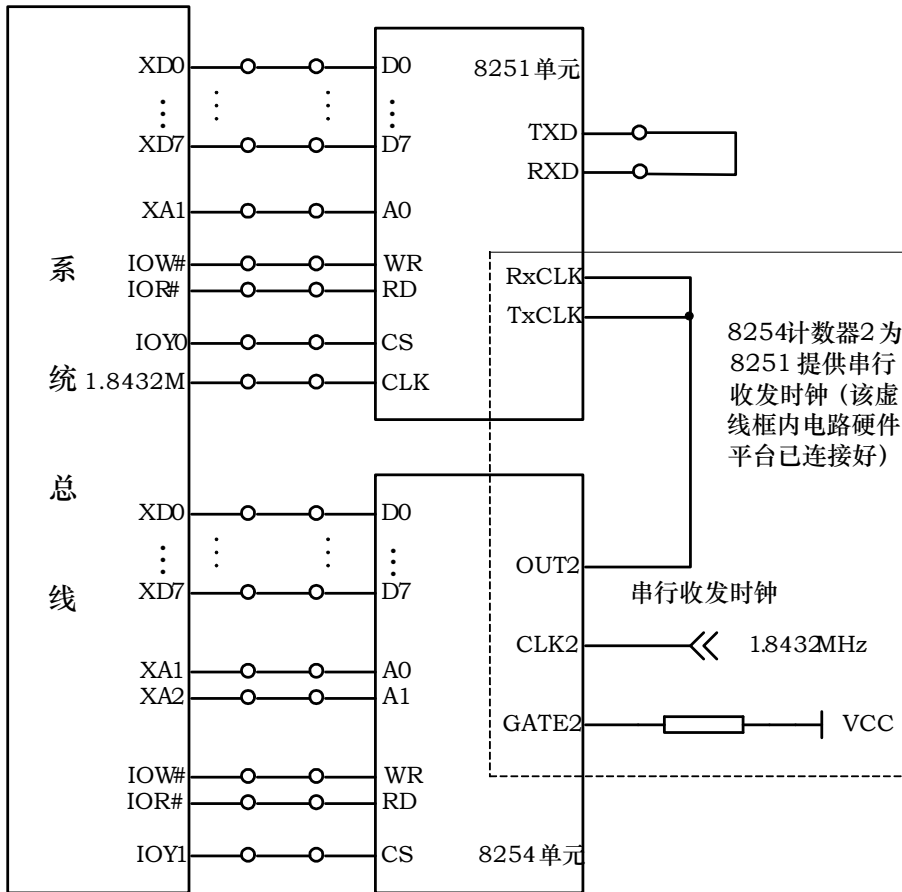 XD0
D0
8251单元
XD7
D7
TXD
RXD
XA1
A0
系
统
总
线
IOW#
WR
IOR#
RD
RxCLK
TxCLK
IOY0
CS
1.8432M
CLK
8254计数器2为
8251提供串行
收发时钟（该虚
线框内电路硬件
平台已连接好）
XD0
D0
XD7
D7
OUT2
串行收发时钟
CLK2
1.8432MHz
XA1
A0
XA2
A1
GATE2
VCC
IOW#
WR
IOR#
RD
IOY1
CS
8254单元